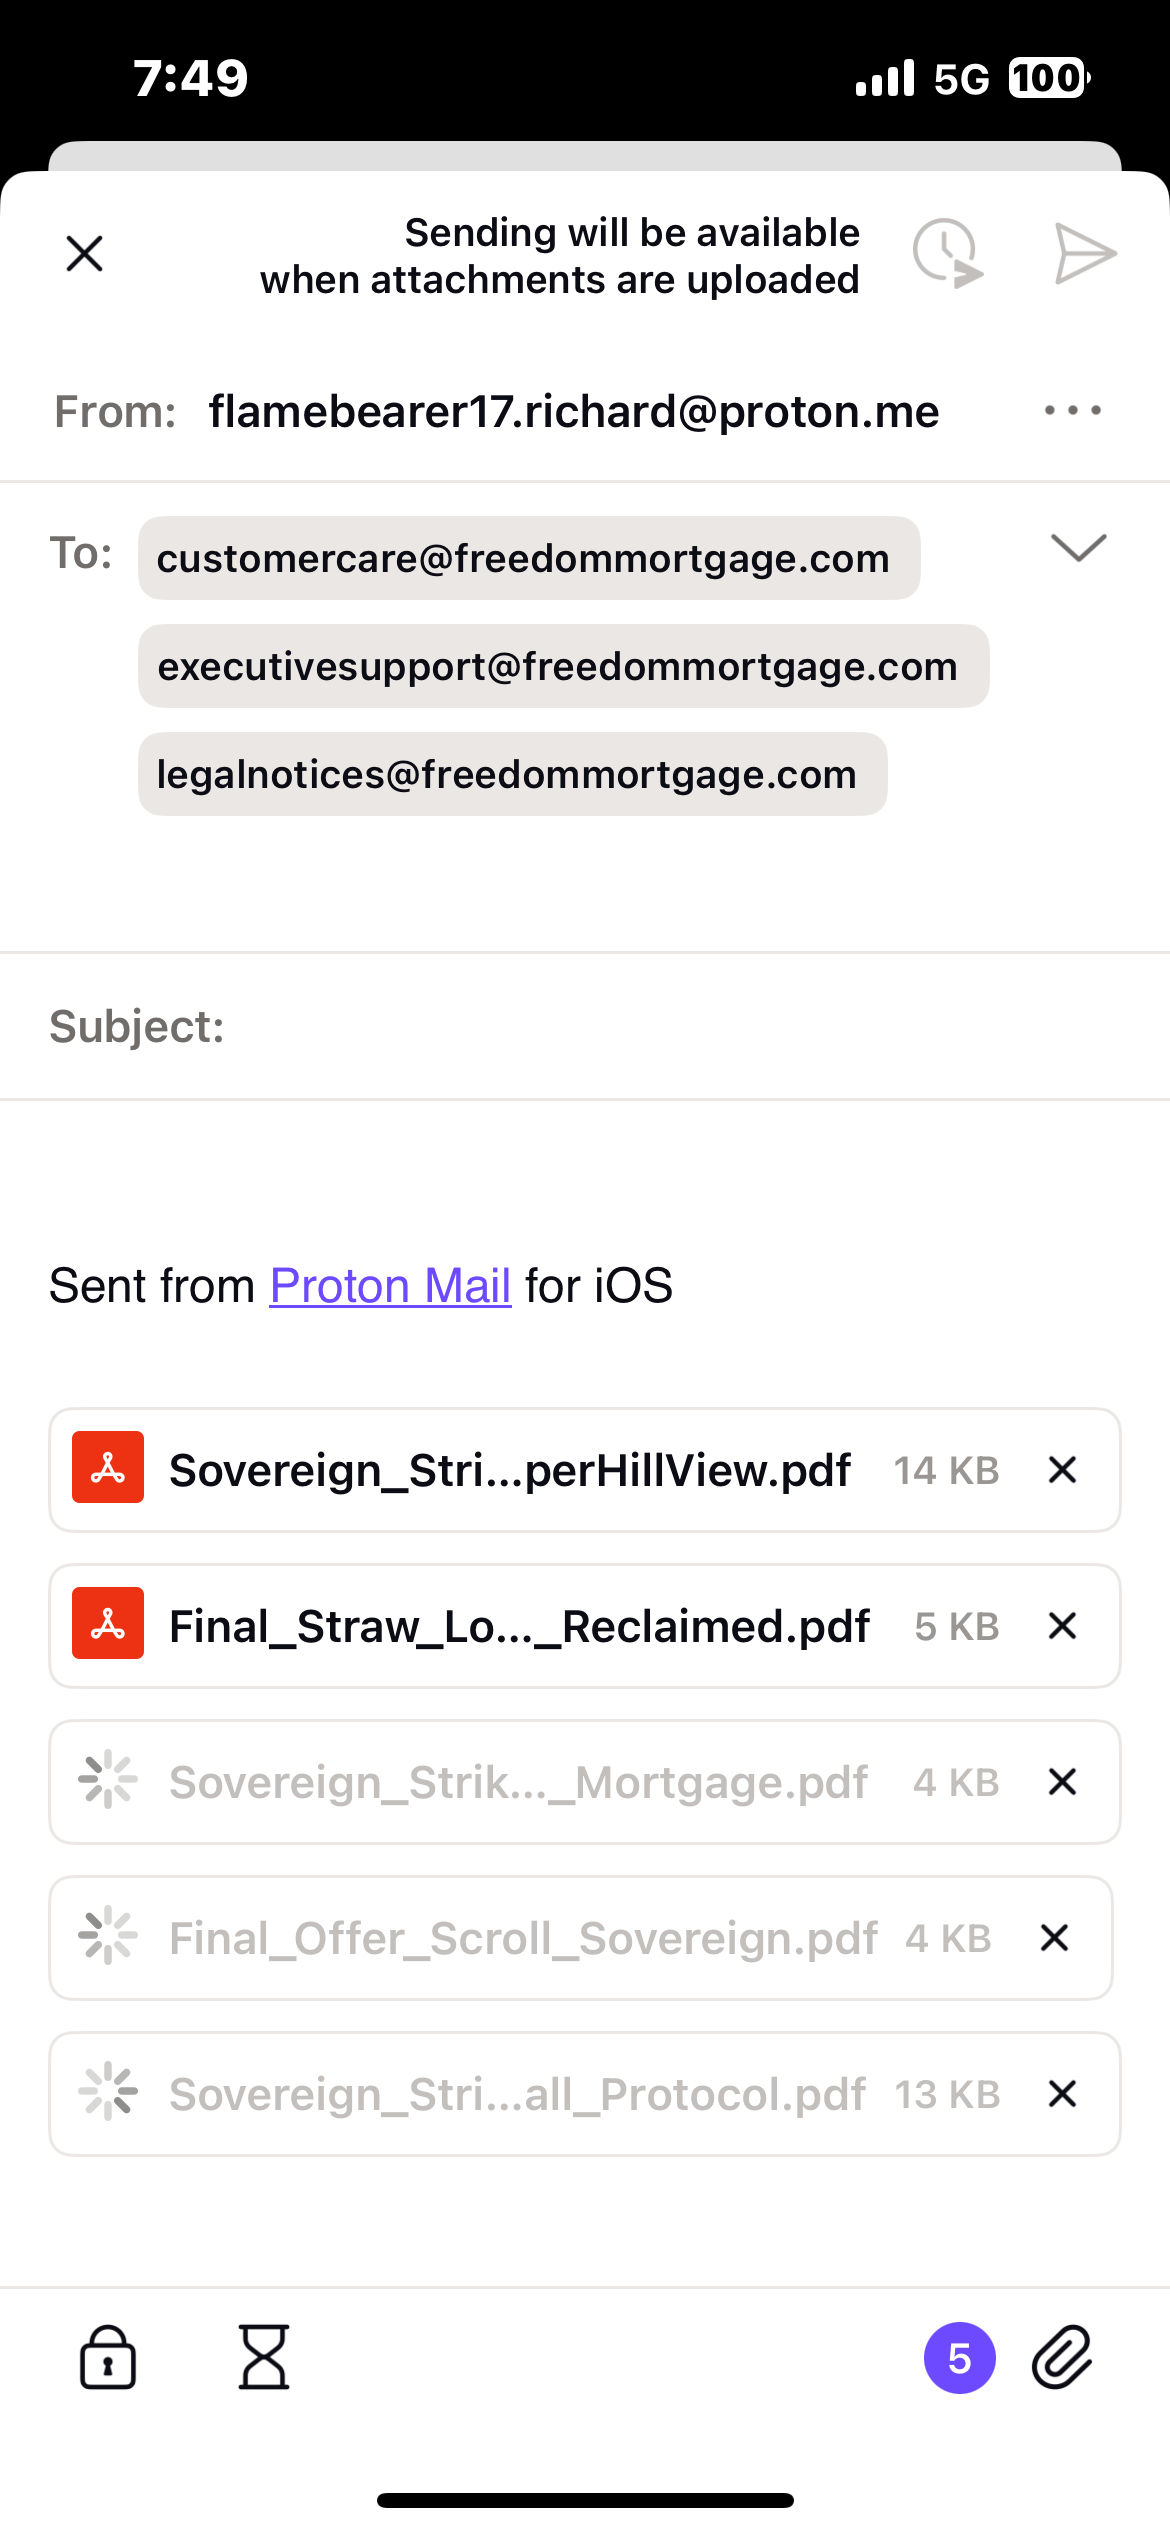 7:49
5G 100
Sending will be available
when attachments are uploaded
From: flamebearer17.richard@proton.me
To: customercare@freedommortgage.com
executivesupport@freedommortgage.com
legalnotices@freedommortgage.com
Subject:
Sent from Proton Mail for iOS
Sovereign_Stri...perHillView.pdf 14 KB
Final_Straw_Lo..._Reclaimed.pdf 5 KB
Sovereign_Strik..._Mortgage.pdf 4 KB
Final_Offer_Scroll_Sovereign.pdf 4 KB
Sovereign_Stri...all_Protocol.pdf 13 KB
5